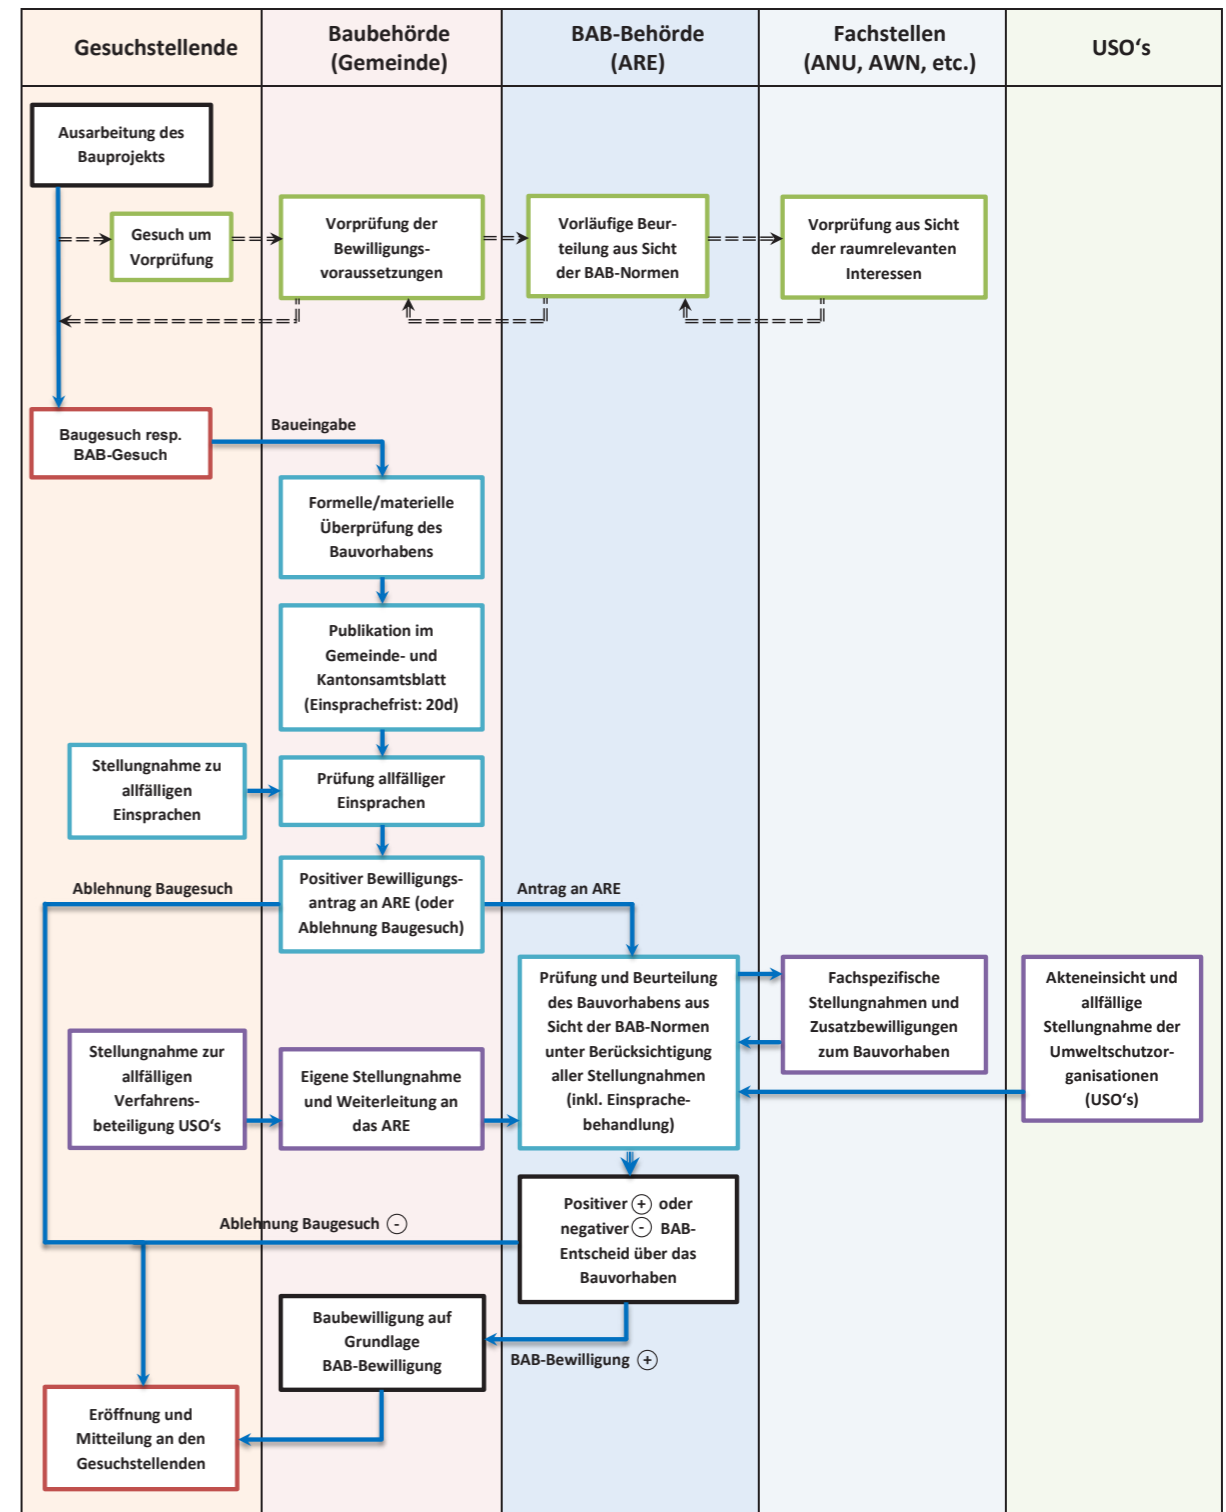 Gesuchstellende
Baubehörde
(Gemeinde)
BAB-Behörde
(ARE)
Fachstellen
(ANU, AWN, etc.)
USO‘s
Ausarbeitung des
Bauprojekts
Gesuch um
Vorprüfung
Vorprüfung der
Bewilligungs-
voraussetzungen
Vorläufige Beur-
teilung aus Sicht
der BAB-Normen
Vorprüfung aus Sicht
der raumrelevanten
Interessen
Baugesuch resp.
BAB-Gesuch
Baueingabe
Formelle/materielle
Überprüfung des
Bauvorhabens
Publikation im
Gemeinde- und
Kantonsamtsblatt
(Einsprachefrist: 20d)
Stellungnahme zu
allfälligen
Einsprachen
Prüfung allfälliger
Einsprachen
Ablehnung Baugesuch
Positiver Bewilligungs-
antrag an ARE (oder
Ablehnung Baugesuch)
Antrag an ARE
Prüfung und Beurteilung
des Bauvorhabens aus
Sicht der BAB-Normen
unter Berücksichtigung
aller Stellungnahmen
(inkl. Einsprache-
behandlung)
Fachspezifische
Stellungnahmen und
Zusatzbewilligungen
zum Bauvorhaben
Akteneinsicht und
allfällige
Stellungnahme der
Umweltschutzor-
ganisationen
(USO‘s)
Stellungnahme zur
allfälligen
Verfahrens-
beteiligung USO‘s
Eigene Stellungnahme
und Weiterleitung an
das ARE
Positiver + oder
negativer - BAB-
Entscheid über das
Bauvorhaben
Ablehnung Baugesuch -
Baubewilligung auf
Grundlage
BAB-Bewilligung
BAB-Bewilligung +
Eröffnung und
Mitteilung an den
Gesuchstellenden